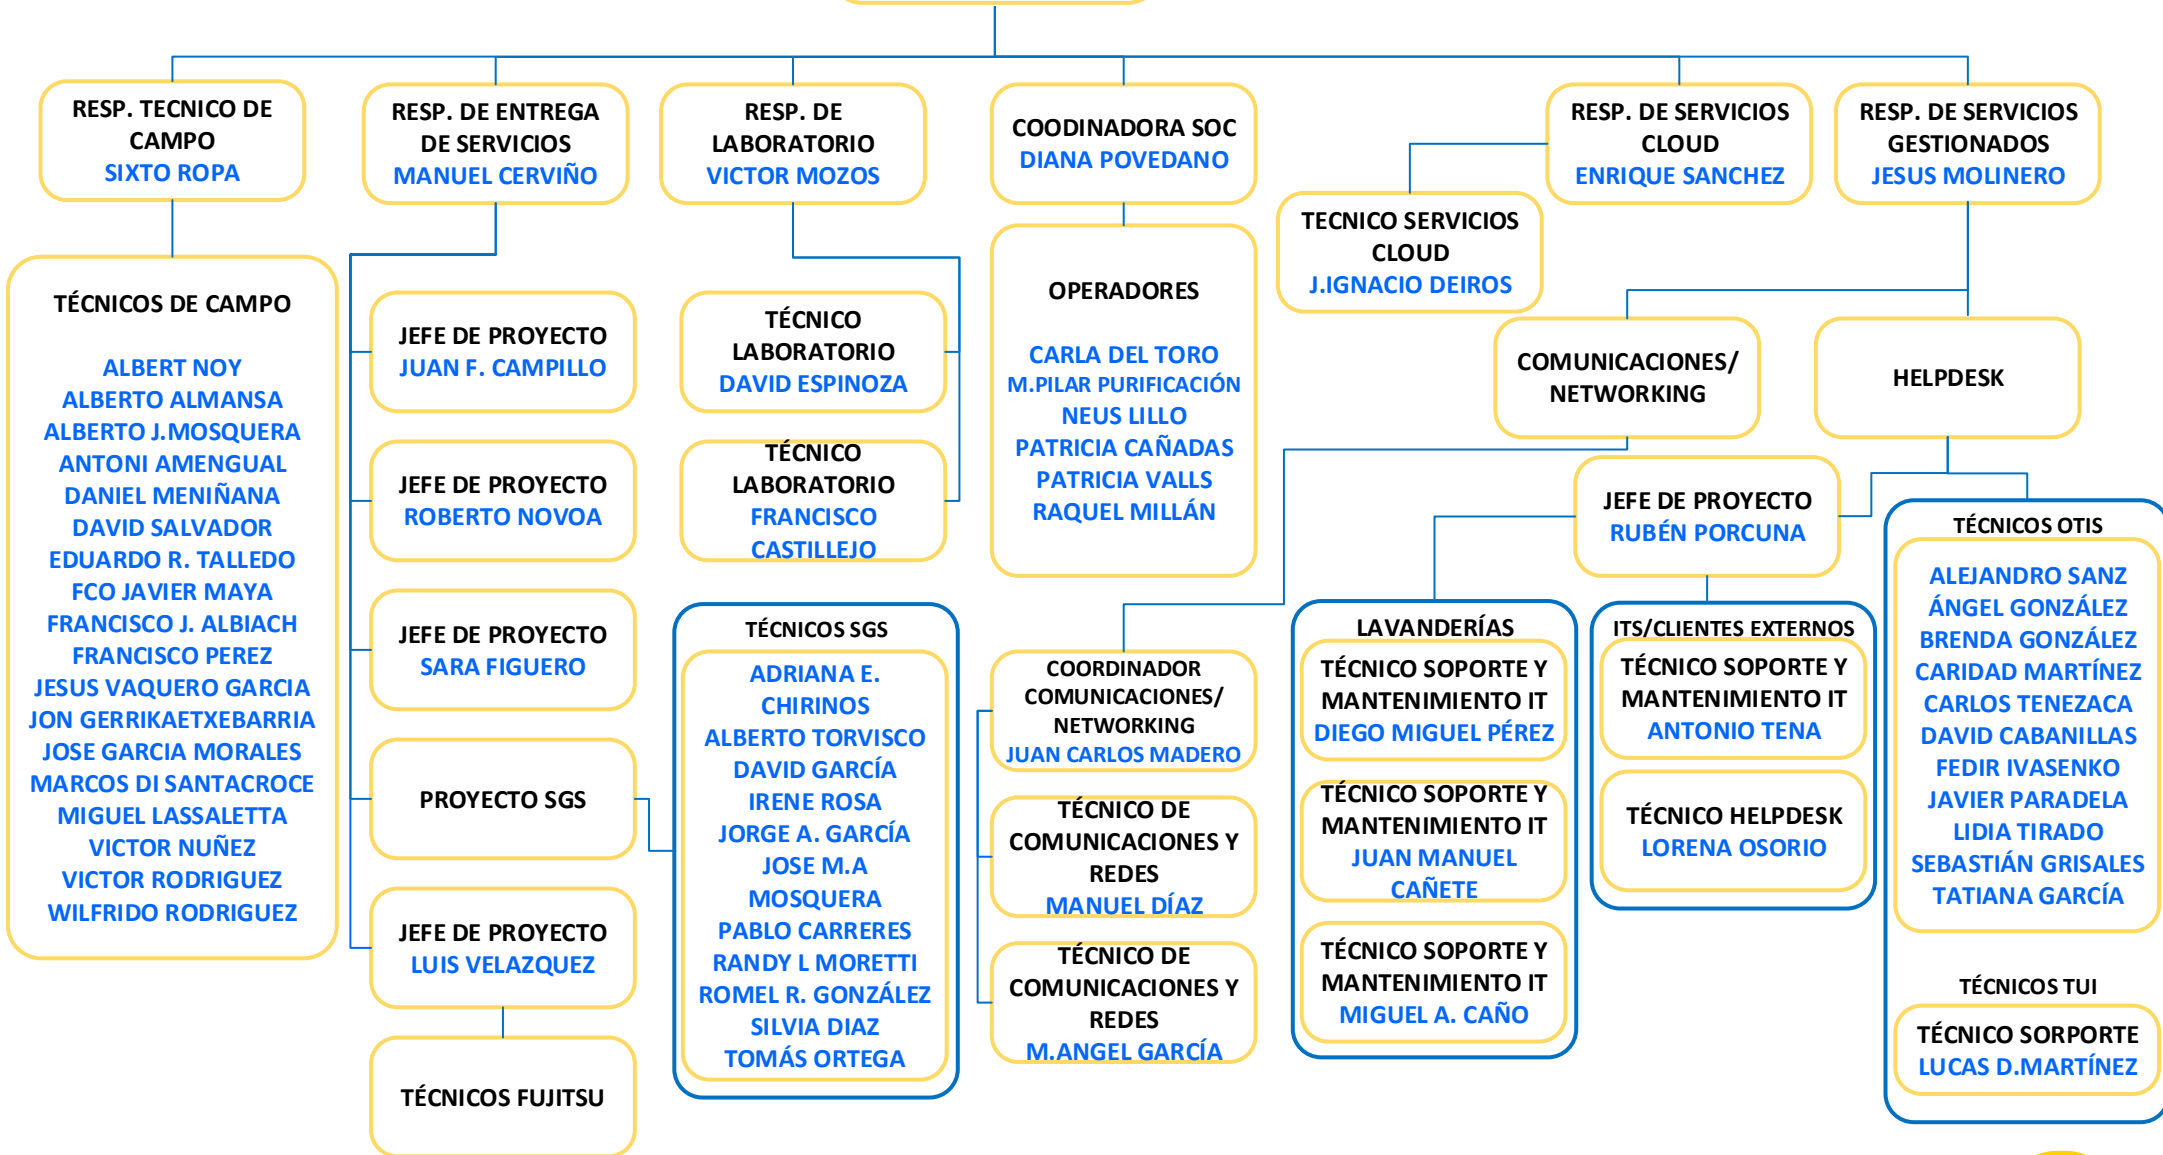 RESP. TECNICO DE
CAMPO
SIXTO ROPA
RESP. DE ENTREGA
DE SERVICIOS
MANUEL CERVIÑO
RESP. DE
LABORATORIO
VICTOR MOZOS
COODINADORA SOC
DIANA POVEDANO
RESP. DE SERVICIOS
CLOUD
ENRIQUE SANCHEZ
RESP. DE SERVICIOS
GESTIONADOS
JESUS MOLINERO
TECNICO SERVICIOS
CLOUD
J.IGNACIO DEIROS
TÉCNICOS DE CAMPO
ALBERT NOY
ALBERTO ALMANSA
ALBERTO J.MOSQUERA
ANTONI AMENGUAL
DANIEL MENIÑANA
DAVID SALVADOR
EDUARDO R. TALLEDO
FCO JAVIER MAYA
FRANCISCO J. ALBIACH
FRANCISCO PEREZ
JESUS VAQUERO GARCIA
JON GERRIKAETXEBARRIA
JOSE GARCIA MORALES
MARCOS DI SANTACROCE
MIGUEL LASSALETTA
VICTOR NUÑEZ
VICTOR RODRIGUEZ
WILFRIDO RODRIGUEZ
JEFE DE PROYECTO
JUAN F. CAMPILLO
JEFE DE PROYECTO
ROBERTO NOVOA
JEFE DE PROYECTO
SARA FIGUERO
PROYECTO SGS
JEFE DE PROYECTO
LUIS VELAZQUEZ
TÉCNICOS FUJITSU
TÉCNICO
LABORATORIO
DAVID ESPINOZA
TÉCNICO
LABORATORIO
FRANCISCO
CASTILLEJO
TÉCNICOS SGS
ADRIANA E.
CHIRINOS
ALBERTO TORVISCO
DAVID GARCÍA
IRENE ROSA
JORGE A. GARCÍA
JOSE M.A
MOSQUERA
PABLO CARRERES
RANDY L MORETTI
ROMEL R. GONZÁLEZ
SILVIA DIAZ
TOMÁS ORTEGA
OPERADORES
CARLA DEL TORO
M.PILAR PURIFICACIÓN
NEUS LILLO
PATRICIA CAÑADAS
PATRICIA VALLS
RAQUEL MILLÁN
COMUNICACIONES/
NETWORKING
HELPDESK
COORDINADOR
COMUNICACIONES/
NETWORKING
JUAN CARLOS MADERO
TÉCNICO DE
COMUNICACIONES Y
REDES
MANUEL DÍAZ
TÉCNICO DE
COMUNICACIONES Y
REDES
M.ANGEL GARCÍA
JEFE DE PROYECTO
RUBÉN PORCUNA
LAVANDERÍAS
TÉCNICO SOPORTE Y
MANTENIMIENTO IT
DIEGO MIGUEL PÉREZ
TÉCNICO SOPORTE Y
MANTENIMIENTO IT
JUAN MANUEL
CAÑETE
TÉCNICO SOPORTE Y
MANTENIMIENTO IT
MIGUEL A. CAÑO
ITS/CLIENTES EXTERNOS
TÉCNICO SOPORTE Y
MANTENIMIENTO IT
ANTONIO TENA
TÉCNICO HELPDESK
LORENA OSORIO
TÉCNICOS OTIS
ALEJANDRO SANZ
ÁNGEL GONZÁLEZ
BRENDA GONZÁLEZ
CARIDAD MARTÍNEZ
CARLOS TENEZACA
DAVID CABANILLAS
FEDIR IVASENKO
JAVIER PARADELA
LIDIA TIRADO
SEBASTIÁN GRISALES
TATIANA GARCÍA
TÉCNICOS TUI
TÉCNICO SORPORTE
LUCAS D.MARTÍNEZ